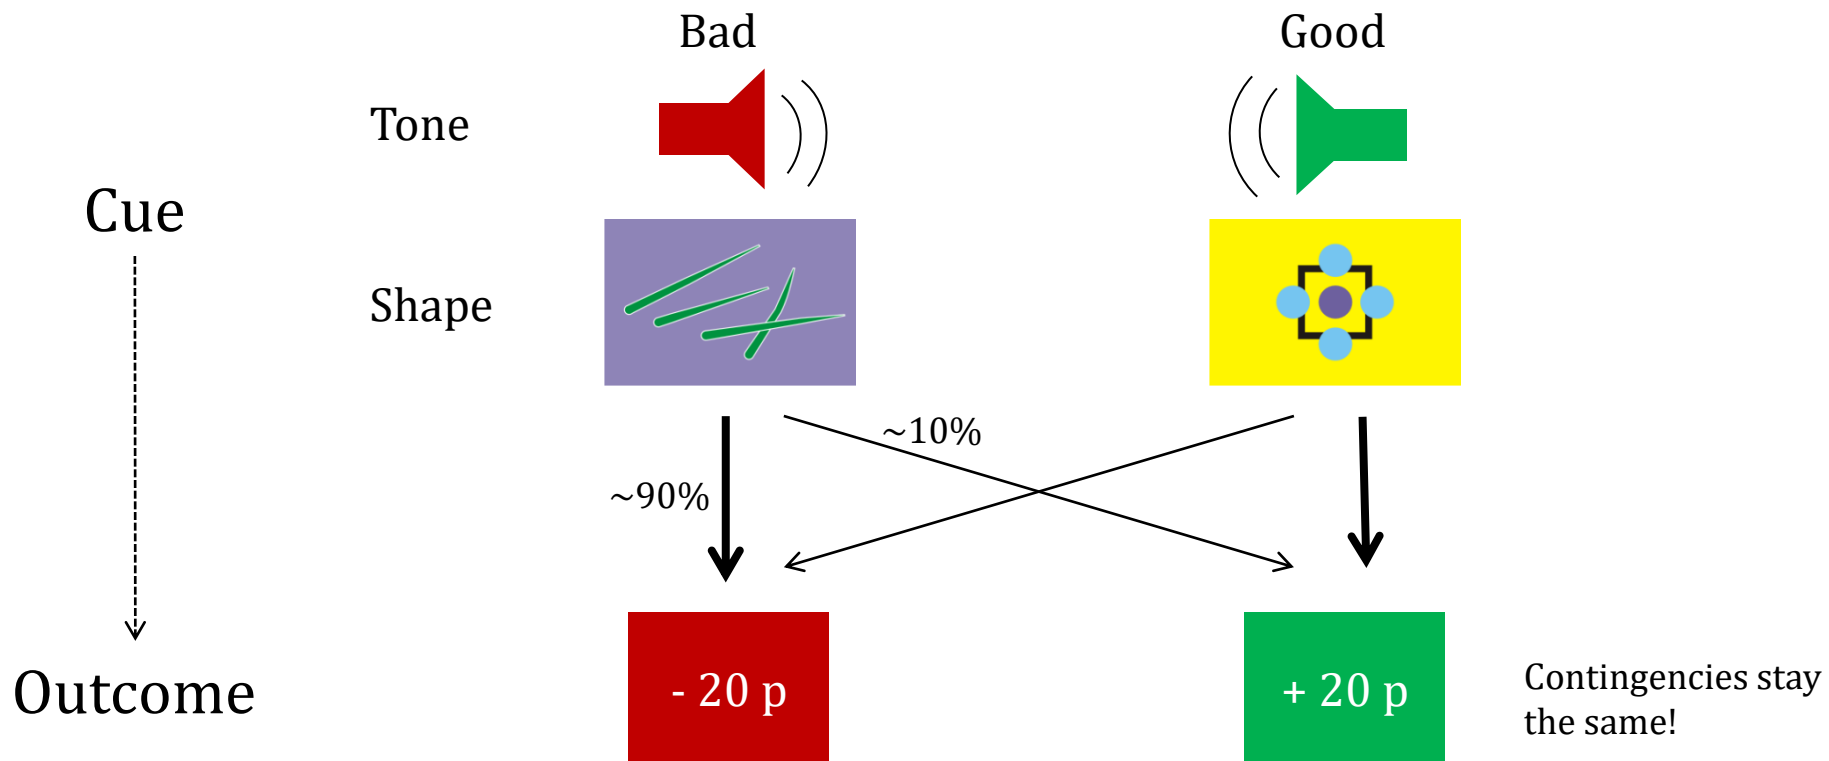 Bad
Good
Tone
Cue
Shape
~10%
~90%
- 20 p
+ 20 p
Outcome
Contingencies stay
the same!